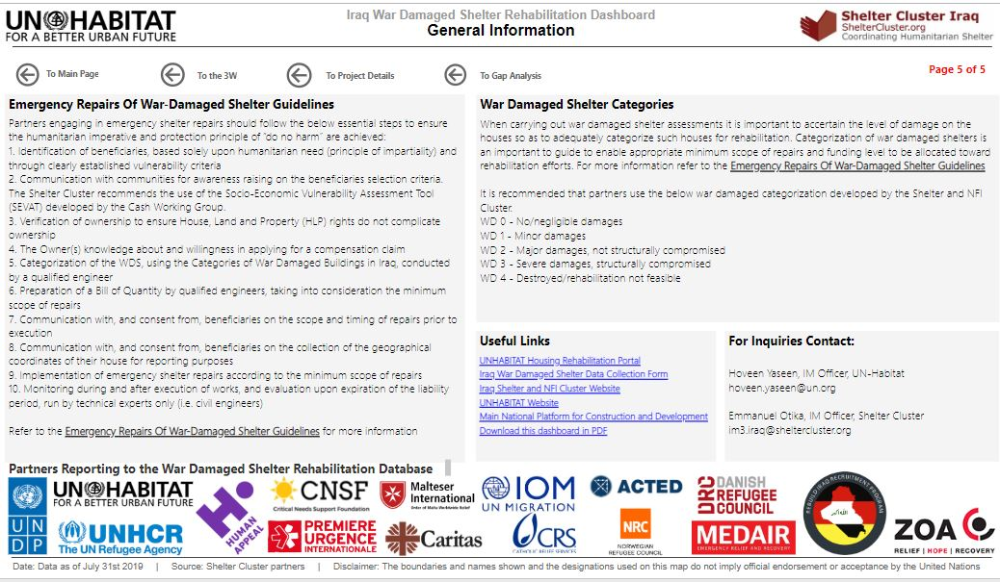 UN HABITAT
FOR A BETTER URBAN FUTURE
Iraq War Damaged Shelter Rehabilitation Dashboard
General Information
Shelter Cluster Iraq
ShelterCluster.org
Coordinating Humanitarian Shelter
To Main Page
To the 3W
To Project Details
To Gap Analysis
Page 5 of 5
Emergency Repairs Of War-Damaged Shelter Guidelines
Partners engaging in emergency shelter repairs should follow the below essential steps to ensure
the humanitarian imperative and protection principle of "do no harm" are achieved:
1. Identification of beneficiaries, based solely upon humanitarian need (principle of impartiality) and
through clearly established vulnerability criteria
2. Communication with communities for awareness raising on the beneficiaries selection criteria.
The Shelter Cluster recommends the use of the Socio-Economic Vulnerability Assessment Tool
(SEVAT) developed by the Cash Working Group.
3. Verification of ownership to ensure House, Land and Property (HLP) rights do not complicate
ownership
4. The Owner(s) knowledge about and willingness in applying for a compensation claim
5. Categorization of the WDS, using the Categories of War Damaged Buildings in Iraq, conducted
by a qualified engineer
6. Preparation of a Bill of Quantity by qualified engineers, taking into consideration the minimum
scope of repairs
7. Communication with, and consent from, beneficiaries on the scope and timing of repairs prior to
execution
8. Communication with, and consent from, beneficiaries on the collection of the geographical
coordinates of their house for reporting purposes
9. Implementation of emergency shelter repairs according to the minimum scope of repairs
10. Monitoring during and after execution of works, and evaluation upon expiration of the liability
period, run by technical experts only (i.e. civil engineers)
Refer to the Emergency Repairs Of War-Damaged Shelter Guidelines for more information
War Damaged Shelter Categories
When carrying out war damaged shelter assessments it is important to accertain the level of damage on the
houses so as to adequately categorize such houses for rehabilitation. Categorization of war damaged shelters is
an important to guide to enable appropriate minimum scope of repairs and funding level to be allocated toward
rehabilitation efforts. For more information refer to the Emergency Repairs Of War-Damaged Shelter Guidelines
It is recommended that partners use the below war damaged categorization developed by the Shelter and NFI
Cluster.
WD 0 - No/negligible damages
WD 1 - Minor damages
WD 2 - Major damages, not structurally compromised
WD 3 - Severe damages, structurally compromised
WD 4 - Destroyed/rehabilitation not feasible
Useful Links
UNHABITAT Housing Rehabilitation Portal
Iraq War Damaged Shelter Data Collection Form
Iraq Shelter and NFI Cluster Website
UNHABITAT Website
Main National Platform for Construction and Development
Download this dashboard in PDF
For Inquiries Contact:
Hoveen Yaseen, IM Officer, UN-Habitat
hoveen.yaseen@un.org
Emmanuel Otika, IM Officer, Shelter Cluster
im3.iraq@sheltercluster.org
Partners Reporting to the War Damaged Shelter Rehabilitation Database
UN
DP
UN HABITAT
FOR A BETTER URBAN FUTURE
UNHCR
The UN Refugee Agency
HUMAN APPEAL
CNSF
Critical Needs Support Foundation
PREMIERE
URGENCE
INTERNATIONALE
Malteser
International
Order of Malta Worldwide Relief
Caritas
IOM
UN MIGRATION
CRS
CATHOLIC RELIEF SERVICES
ACTED
NRC
NORWEGIAN
REFUGEE COUNCIL
DRC
DANISH
REFUGEE
COUNCIL
MEDAIR
EMERGENCY RELIEF AND RECOVERY
REBUILD IRAQ RECRUITMENT PROGRAM
ZOA
RELIEF | HOPE | RECOVERY
Date: Data as of July 31st 2019 | Source: Shelter Cluster partners | Disclaimer: The boundaries and names shown and the designations used on this map do not imply official endorsement or acceptance by the United Nations